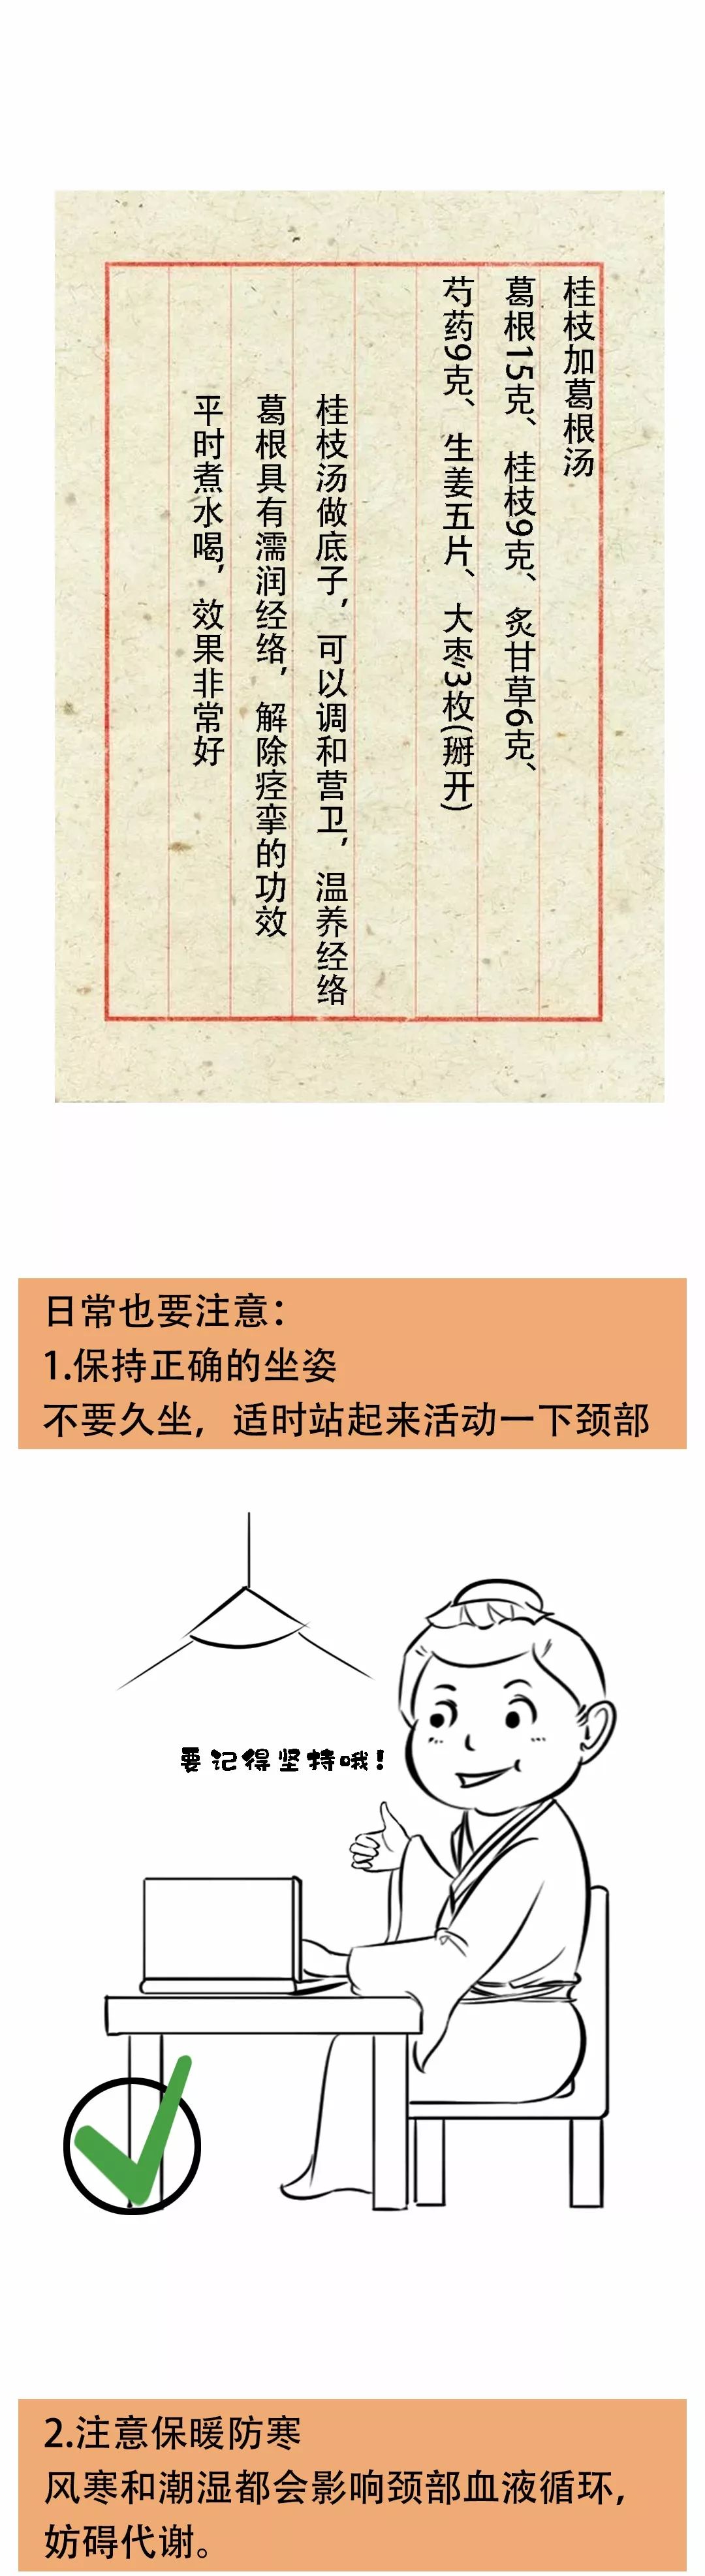 桂枝加葛根汤
葛根15克、桂枝9克、炙甘草6克、
芍药9克、生姜五片、大枣3枚(掰开)
桂枝汤做底子，可以调和营卫，温养经络
葛根具有濡润经络，解除痉挛的功效
平时煮水喝，效果非常好
日常也要注意：
1.保持正确的坐姿
不要久坐，适时站起来活动一下颈部
要记得坚持哦！
2.注意保暖防寒
风寒和潮湿都会影响颈部血液循环，
妨碍代谢。